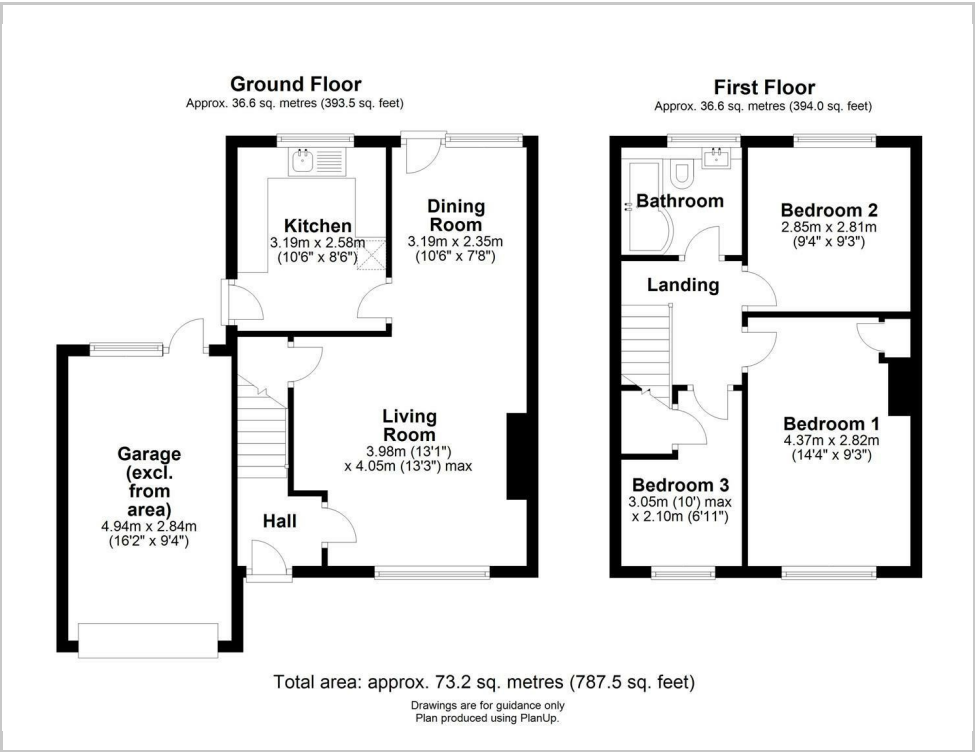 Ground Floor
Approx. 36.6 sq. metres (393.5 sq. feet)
Kitchen
3.19m x 2.58m
(10'6" x 8'6")
Dining
Room
3.19m x 2.35m
(10'6" x 7'8")
Living
Room
3.98m (13'1")
x 4.05m (13'3") max
Hall
Garage
(excl.
from
area)
4.94m x 2.84m
(16'2" x 9'4")
First Floor
Approx. 36.6 sq. metres (394.0 sq. feet)
Bathroom
Bedroom 2
2.85m x 2.81m
(9'4" x 9'3")
Landing
Bedroom 1
4.37m x 2.82m
(14'4" x 9'3")
Bedroom 3
3.05m (10') max
x 2.10m (6'11")
Total area: approx. 73.2 sq. metres (787.5 sq. feet)
Drawings are for guidance only
Plan produced using PlanUp.